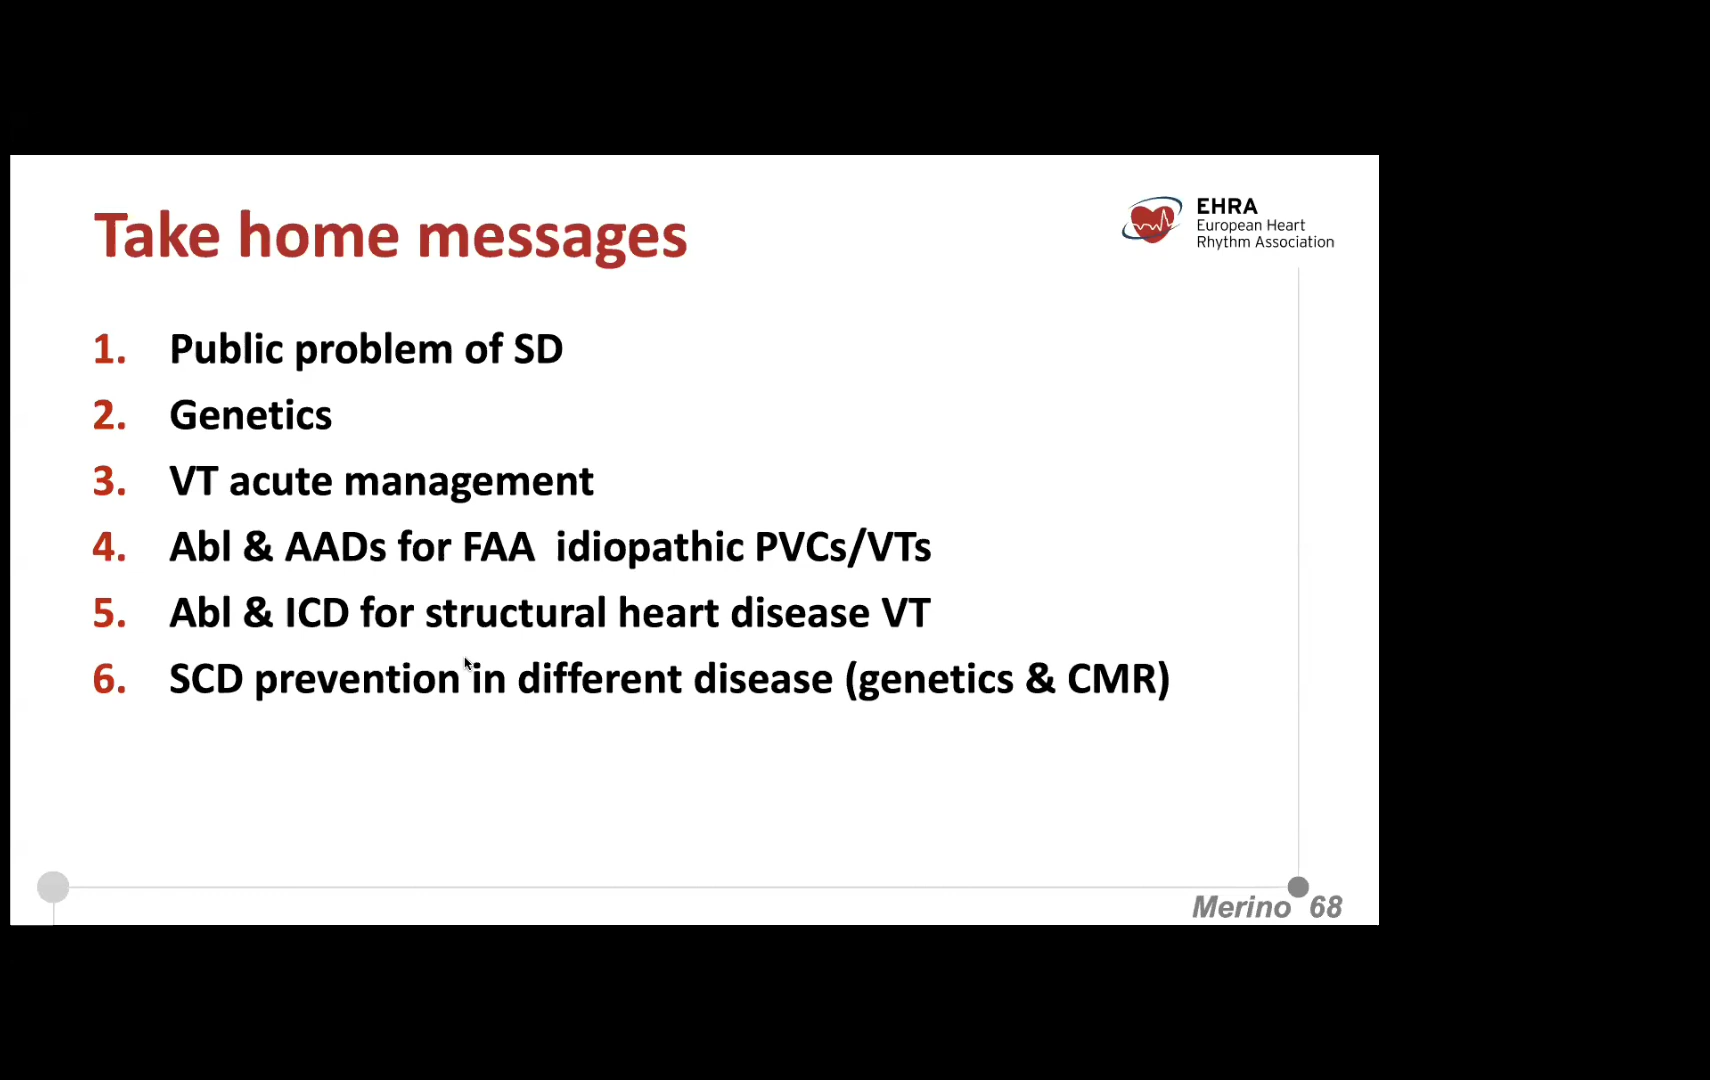 Take home messages
EHRA
European Heart
Rhythm Association
1. Public problem of SD
2. Genetics
3. VT acute management
4. Abl & AADs for FAA  idiopathic PVCs/VTs
5. Abl & ICD for structural heart disease VT
6. SCD prevention in different disease (genetics & CMR)
Merino 68